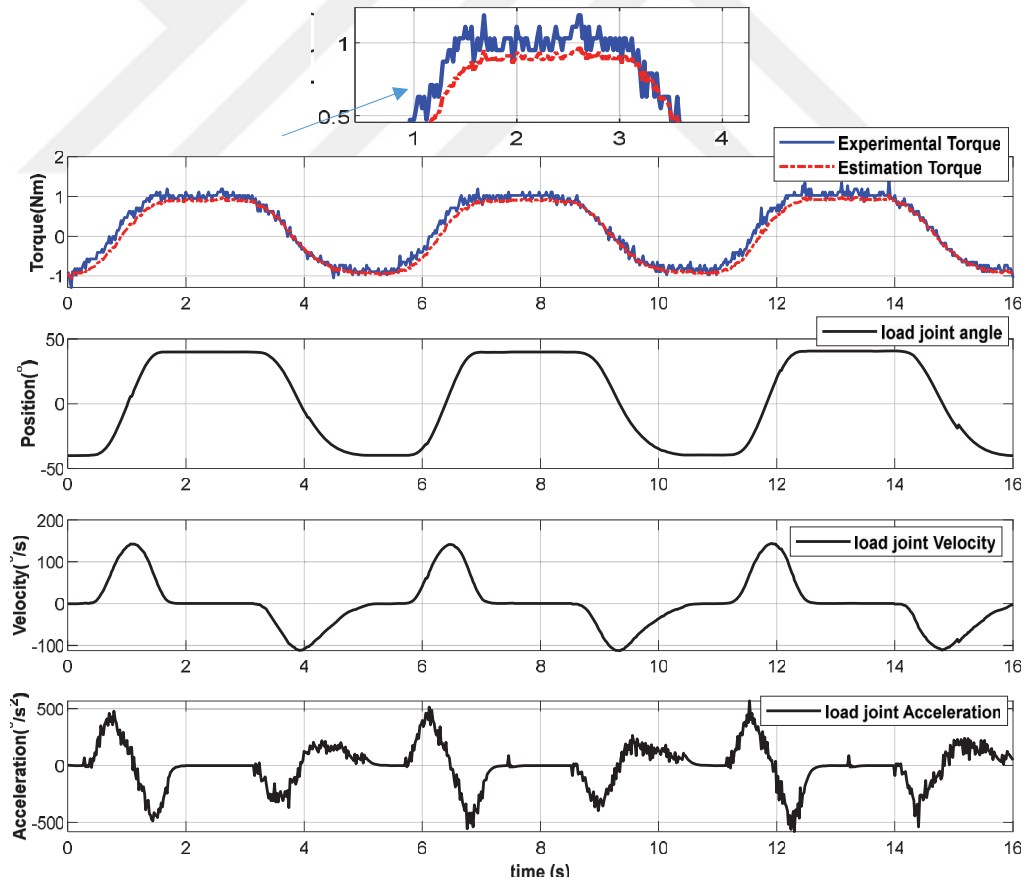 1
0.5
1 2 3 4
Experimental Torque
Estimation Torque
Torque(Nm)
2
1
0
-1
0 2 4 6 8 10 12 14 16
load joint angle
Position(°)
50
0
-50
0 2 4 6 8 10 12 14 16
load joint Velocity
Velocity(°/s)
200
100
0
-100
0 2 4 6 8 10 12 14 16
load joint Acceleration
Acceleration(°/s²)
500
0
-500
0 2 4 6 8 10 12 14 16
time (s)